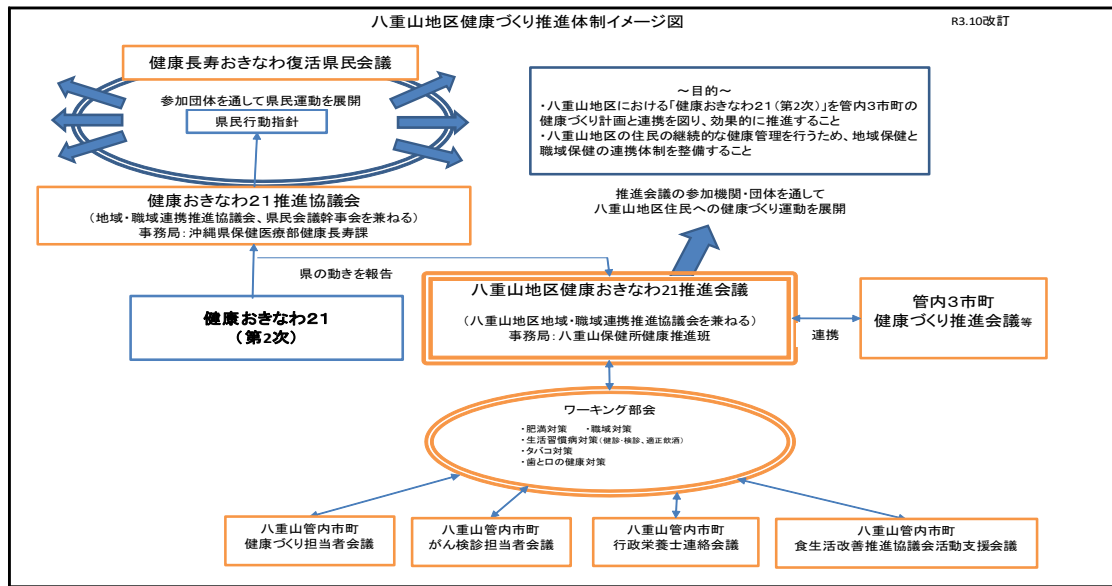 八重山地区健康づくり推進体制イメージ図
R3.10改訂
健康長寿おきなわ復活県民会議
参加団体を通して県民運動を展開
県民行動指針
～目的～
・八重山地区における「健康おきなわ２１(第２次)」を管内３市町の
健康づくり計画と連携を図り、効果的に推進すること
・八重山地区の住民の継続的な健康管理を行うため、地域保健と
職域保健の連携体制を整備すること
健康おきなわ２１推進協議会
（地域・職域連携推進協議会、県民会議幹事会を兼ねる）
事務局：沖縄県保健医療部健康長寿課
推進会議の参加機関・団体を通して
八重山地区住民への健康づくり運動を展開
県の動きを報告
健康おきなわ２１
（第2次）
八重山地区健康おきなわ21推進会議
（八重山地区地域・職域連携推進協議会を兼ねる）
事務局：八重山保健所健康推進班
連携
管内３市町
健康づくり推進会議等
ワーキング部会
・肥満対策　・職域対策
・生活習慣病対策（健診・検診、適正飲酒）
・タバコ対策
・歯と口の健康対策
八重山管内市町
健康づくり担当者会議
八重山管内市町
がん検診担当者会議
八重山管内市町
行政栄養士連絡会議
八重山管内市町
食生活改善推進協議会活動支援会議